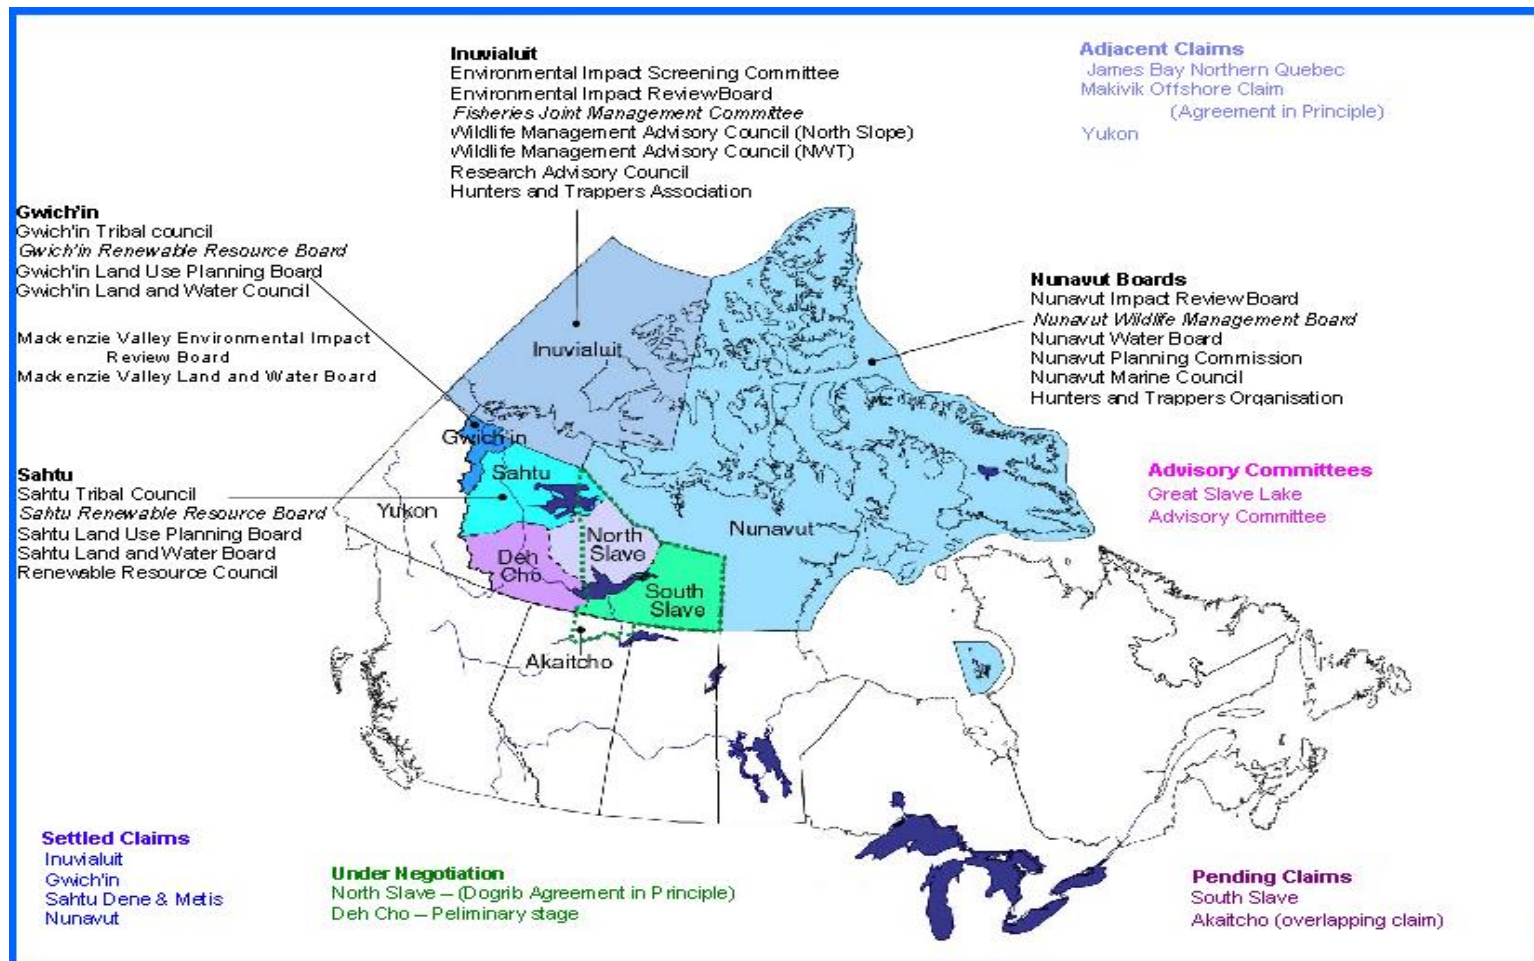 Inuvialuit
Environmental Impact Screening Committee
Environmental Impact ReviewBoard
Fisheries Joint Management Committee
Wildlife Management Advisory Council (North Slope)
Wildlife Management Advisory Council (NWT)
Research Advisory Council
Hunters and Trappers Association
Adjacent Claims
James Bay Northern Quebec
Makivik Offshore Claim
(Agreement in Principle)
Yukon
Gwich'in
Gwich'in Tribal council
Gwich'in Renewable Resource Board
Gwich'in Land Use Planning Board
Gwich'in Land and Water Council
Mackenzie Valley Environmental Impact
Review Board
Mackenzie Valley Land and Water Board
Nunavut Boards
Nunavut Impact ReviewBoard
Nunavut Wildlife Management Board
Nunavut Water Board
Nunavut Planning Commission
Nunavut Marine Council
Hunters and Trappers Organisation
Sahtu
Sahtu Tribal Council
Sahtu Renewable Resource Board
Sahtu Land Use Planning Board
Sahtu Land and Water Board
Renewable Resource Council
Advisory Committees
Great Slave Lake
Advisory Committee
Inuvialuit
Gwich'in
Sahtu
Yukon
Nunavut
North
Slave
Deh
Cho
South
Slave
Akaitcho
Settled Claims
Inuvialuit
Gwich'in
Sahtu Dene & Metis
Nunavut
Under Negotiation
North Slave – (Dogrib Agreement in Principle)
Deh Cho – Peliminary stage
Pending Claims
South Slave
Akaitcho (overlapping claim)